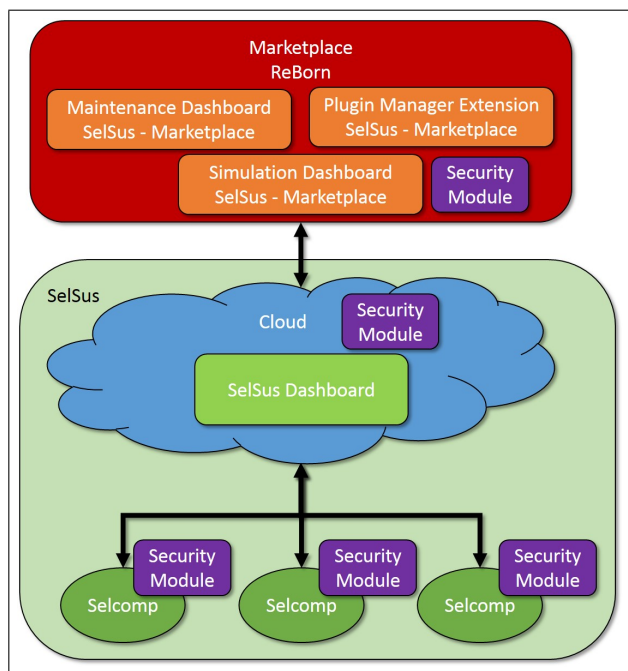 Marketplace
ReBorn
Maintenance Dashboard
SelSus - Marketplace
Plugin Manager Extension
SelSus - Marketplace
Simulation Dashboard
SelSus - Marketplace
Security
Module
SelSus
Cloud
Security
Module
SelSus Dashboard
Security
Module
Selcomp
Security
Module
Selcomp
Security
Module
Selcomp